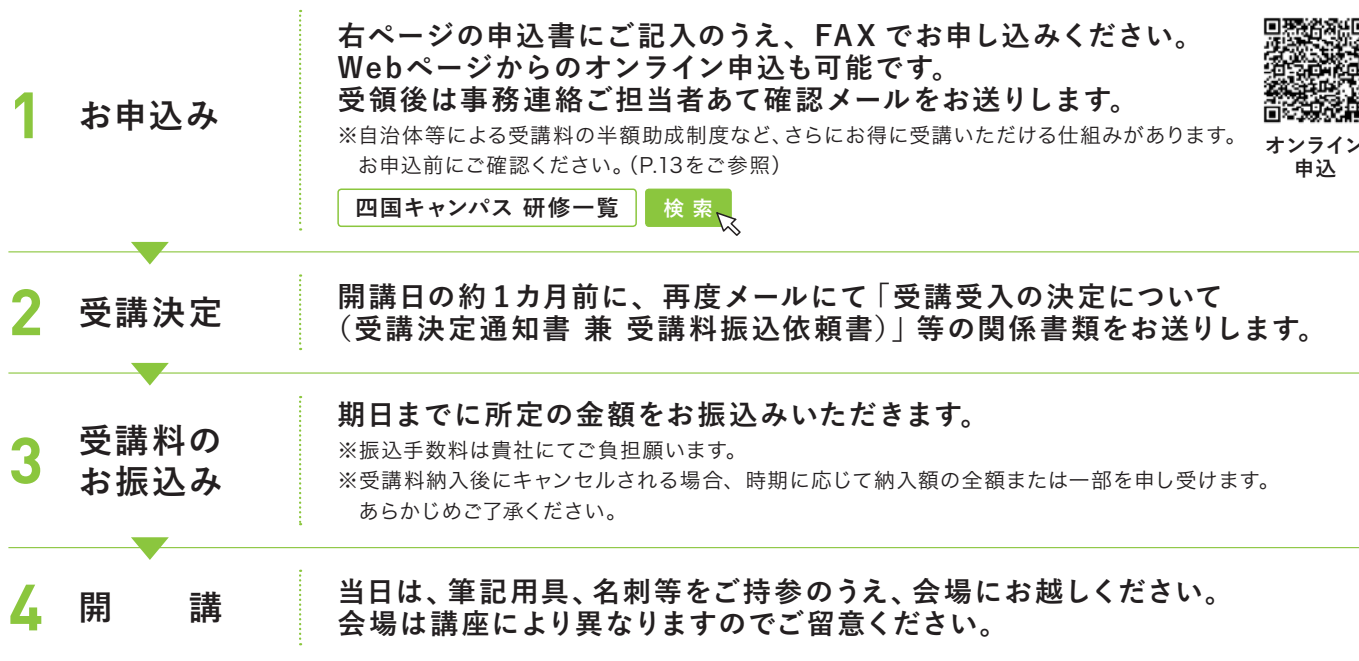 1 お申込み
右ページの申込書にご記入のうえ、FAXでお申し込みください。
Webページからのオンライン申込も可能です。
受領後は事務連絡ご担当者あて確認メールをお送りします。
※自治体等による受講料の半額助成制度など、さらにお得に受講いただける仕組みがあります。
お申込前にご確認ください。(P.13をご参照)
四国キャンパス 研修一覧 検索
オンライン
申込
2 受講決定
開講日の約1カ月前に、再度メールにて「受講受入の決定について
(受講決定通知書 兼 受講料振込依頼書)」等の関係書類をお送りします。
3 受講料の
お振込み
期日までに所定の金額をお振込みいただきます。
※振込手数料は貴社にてご負担願います。
※受講料納入後にキャンセルされる場合、時期に応じて納入額の全額または一部を申し受けます。
あらかじめご了承ください。
4 開 講
当日は、筆記用具、名刺等をご持参のうえ、会場にお越しください。
会場は講座により異なりますのでご留意ください。